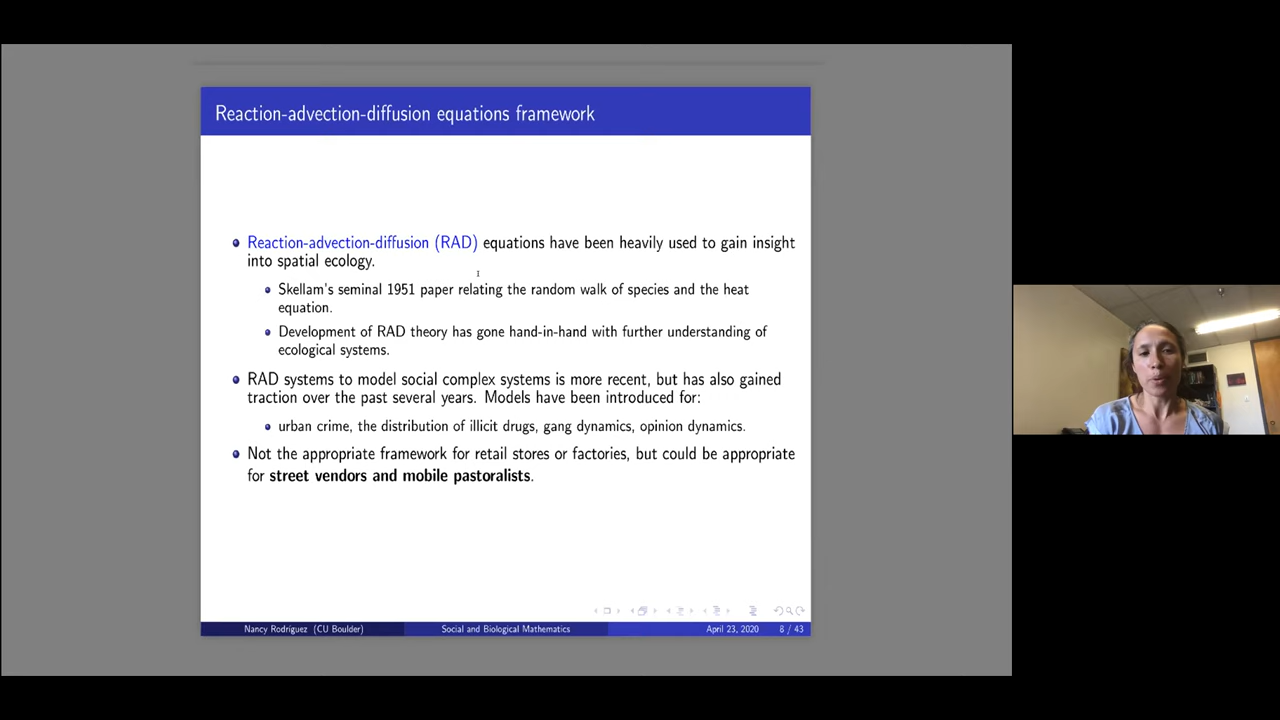 Reaction-advection-diffusion equations framework
Reaction-advection-diffusion (RAD) equations have been heavily used to gain insight
into spatial ecology.
Skellam's seminal 1951 paper relating the random walk of species and the heat
equation.
Development of RAD theory has gone hand-in-hand with further understanding of
ecological systems.
RAD systems to model social complex systems is more recent, but has also gained
traction over the past several years. Models have been introduced for:
urban crime, the distribution of illicit drugs, gang dynamics, opinion dynamics.
Not the appropriate framework for retail stores or factories, but could be appropriate
for street vendors and mobile pastoralists.
Nancy Rodríguez (CU Boulder) Social and Biological Mathematics April 23, 2020 8 / 43